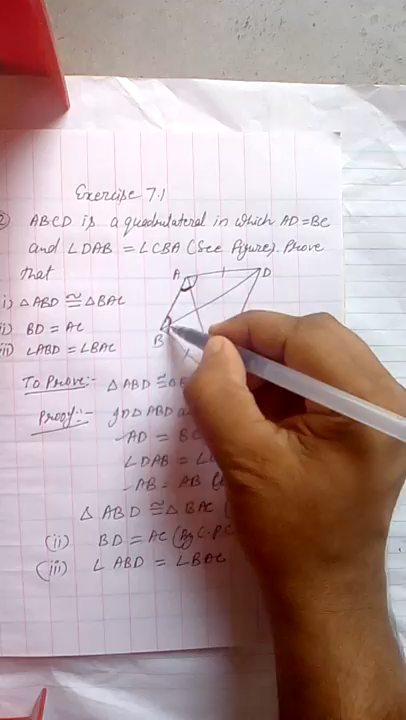 Exercise 7.1
2) ABCD is a quadrilateral in which AD = BC
and ∠DAB = ∠CBA (See figure). Prove
that
A D
i) △ABD ≅ △BAC
ii) BD = AC
iii) ∠ABD = ∠BAC
B
To Prove:- △ABD ≅
Proof:- In △ABD
AD = BC
∠DAB =
AB = AB
△ABD ≅ △BAC
(ii) BD = AC (By C.P.C
(iii) ∠ABD = ∠BAC